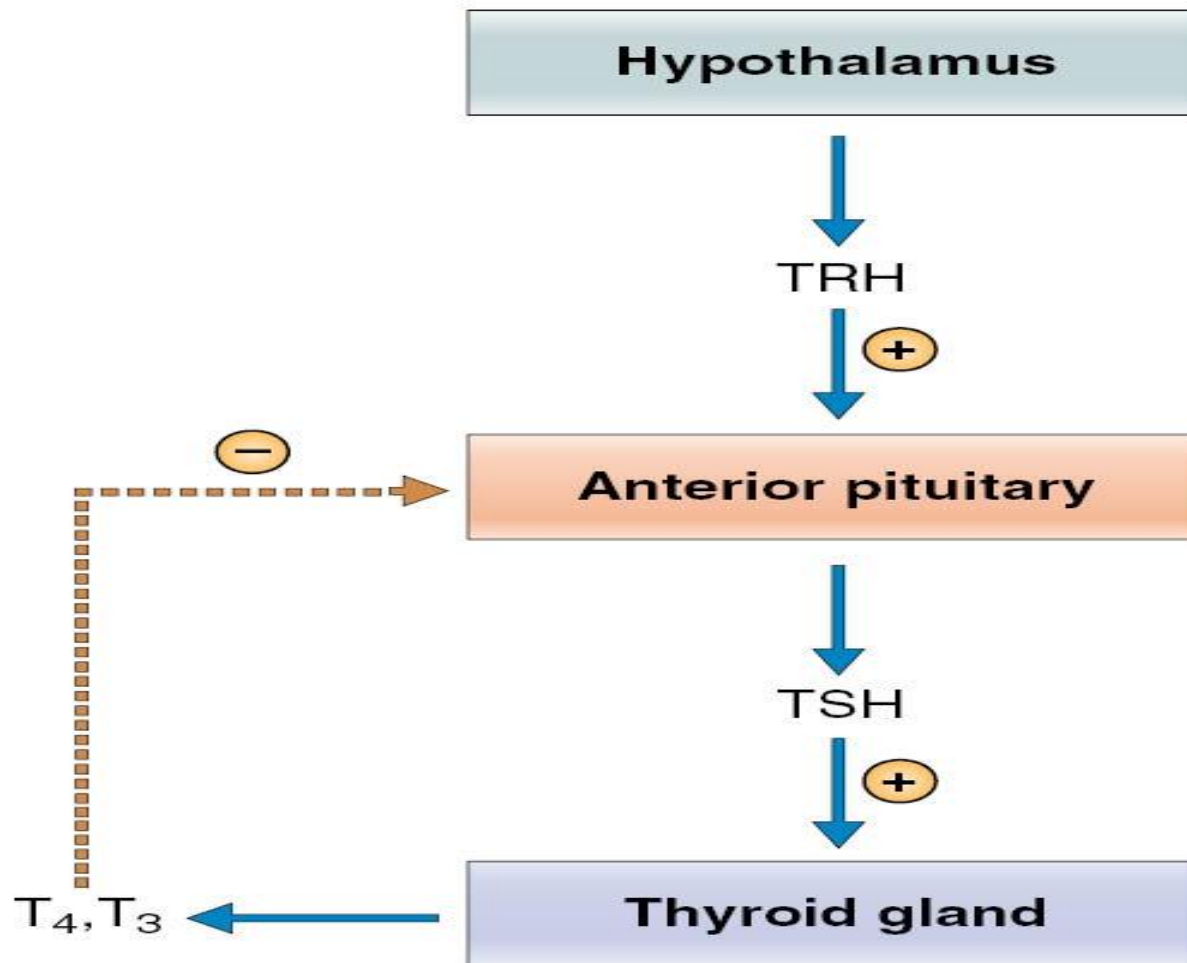 Hypothalamus
TRH
+
−
Anterior pituitary
TSH
+
T₄,T₃
Thyroid gland